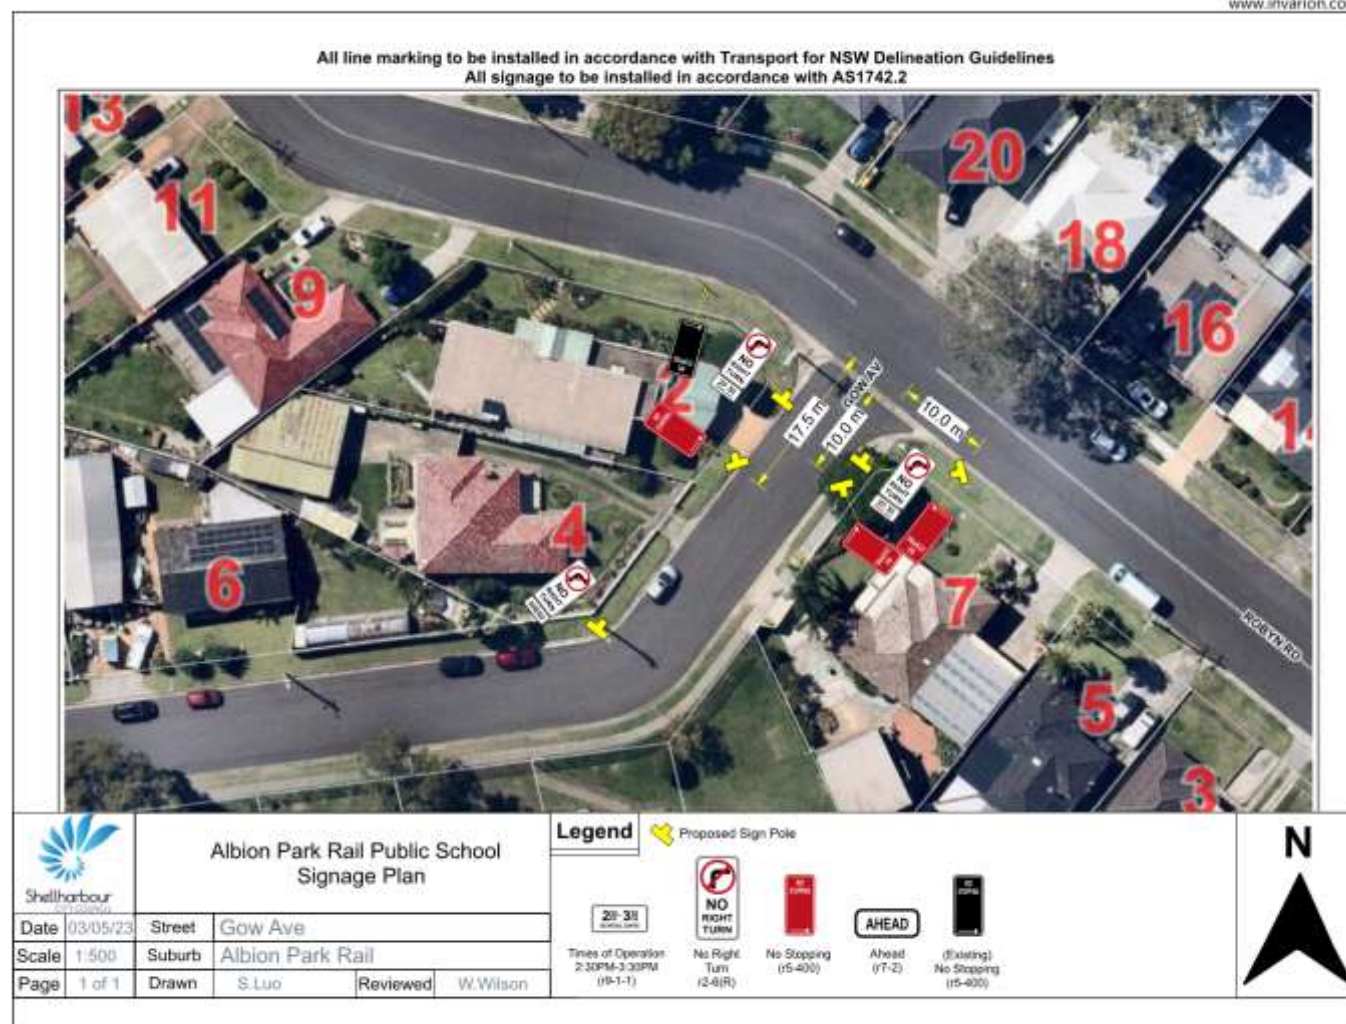 www.invarion.co
All line marking to be installed in accordance with Transport for NSW Delineation Guidelines
All signage to be installed in accordance with AS1742.2
13
11
9
20
18
16
14
2
NO
RIGHT
TURN
GOW AV
17.5 m
10.0 m
10.0 m
NO
RIGHT
TURN
4
6
7
5
3
ROBYN RD
Legend
Proposed Sign Pole
N
Albion Park Rail Public School
Signage Plan
Shellharbour
NO
RIGHT
TURN
AHEAD
Date 03/05/23 Street Gow Ave
Scale 1:500 Suburb Albion Park Rail
Page 1 of 1 Drawn S.Luo Reviewed W.Wilson
Times of Operation
2:30PM-3:30PM
(r9-1-1)
No Right
Turn
r2-6(R)
No Stopping
(r5-400)
Ahead
(r7-2)
(Existing)
No Stopping
(r5-400)